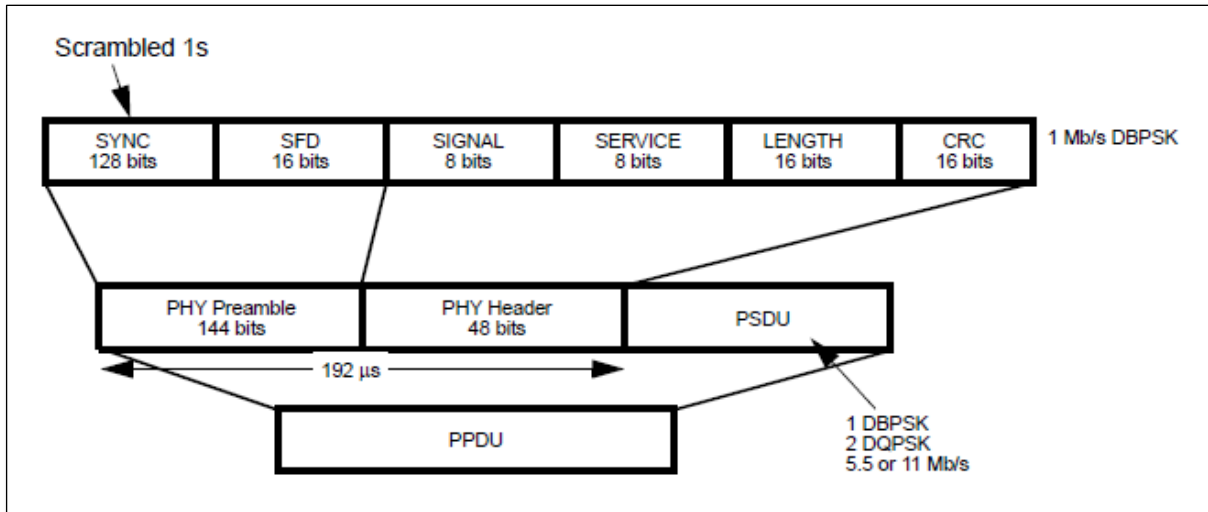 Scrambled 1s
SYNC
128 bits
SFD
16 bits
SIGNAL
8 bits
SERVICE
8 bits
LENGTH
16 bits
CRC
16 bits
1 Mb/s DBPSK
PHY Preamble
144 bits
PHY Header
48 bits
PSDU
192 μs
1 DBPSK
2 DQPSK
5.5 or 11 Mb/s
PPDU